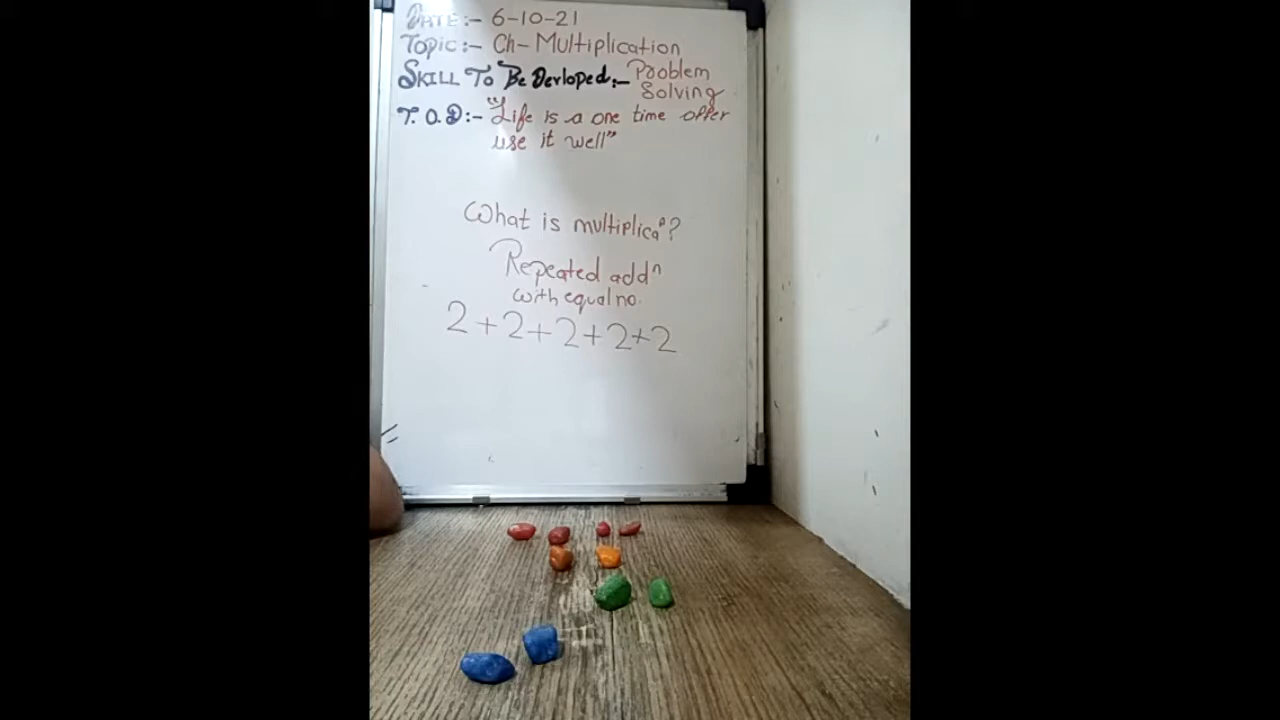 DATE:- 6-10-21
Topic:- Ch- Multiplication
SKILL To Be Devloped:- Problem
Solving
T.O.D:- "Life is a one time offer
use it well"
What is multiplicaⁿ?
Repeated addⁿ
with equal no.
2+2+2+2+2